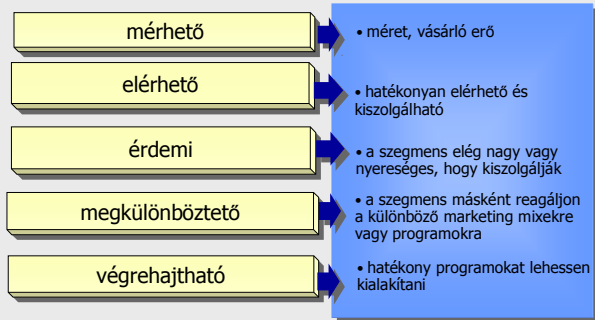 mérhető
• méret, vásárló erő
elérhető
• hatékonyan elérhető és
kiszolgálható
érdemi
• a szegmens elég nagy vagy
nyereséges, hogy kiszolgálják
megkülönböztető
• a szegmens másként reagáljon
a különböző marketing mixekre
vagy programokra
végrehajtható
• hatékony programokat lehessen
kialakítani